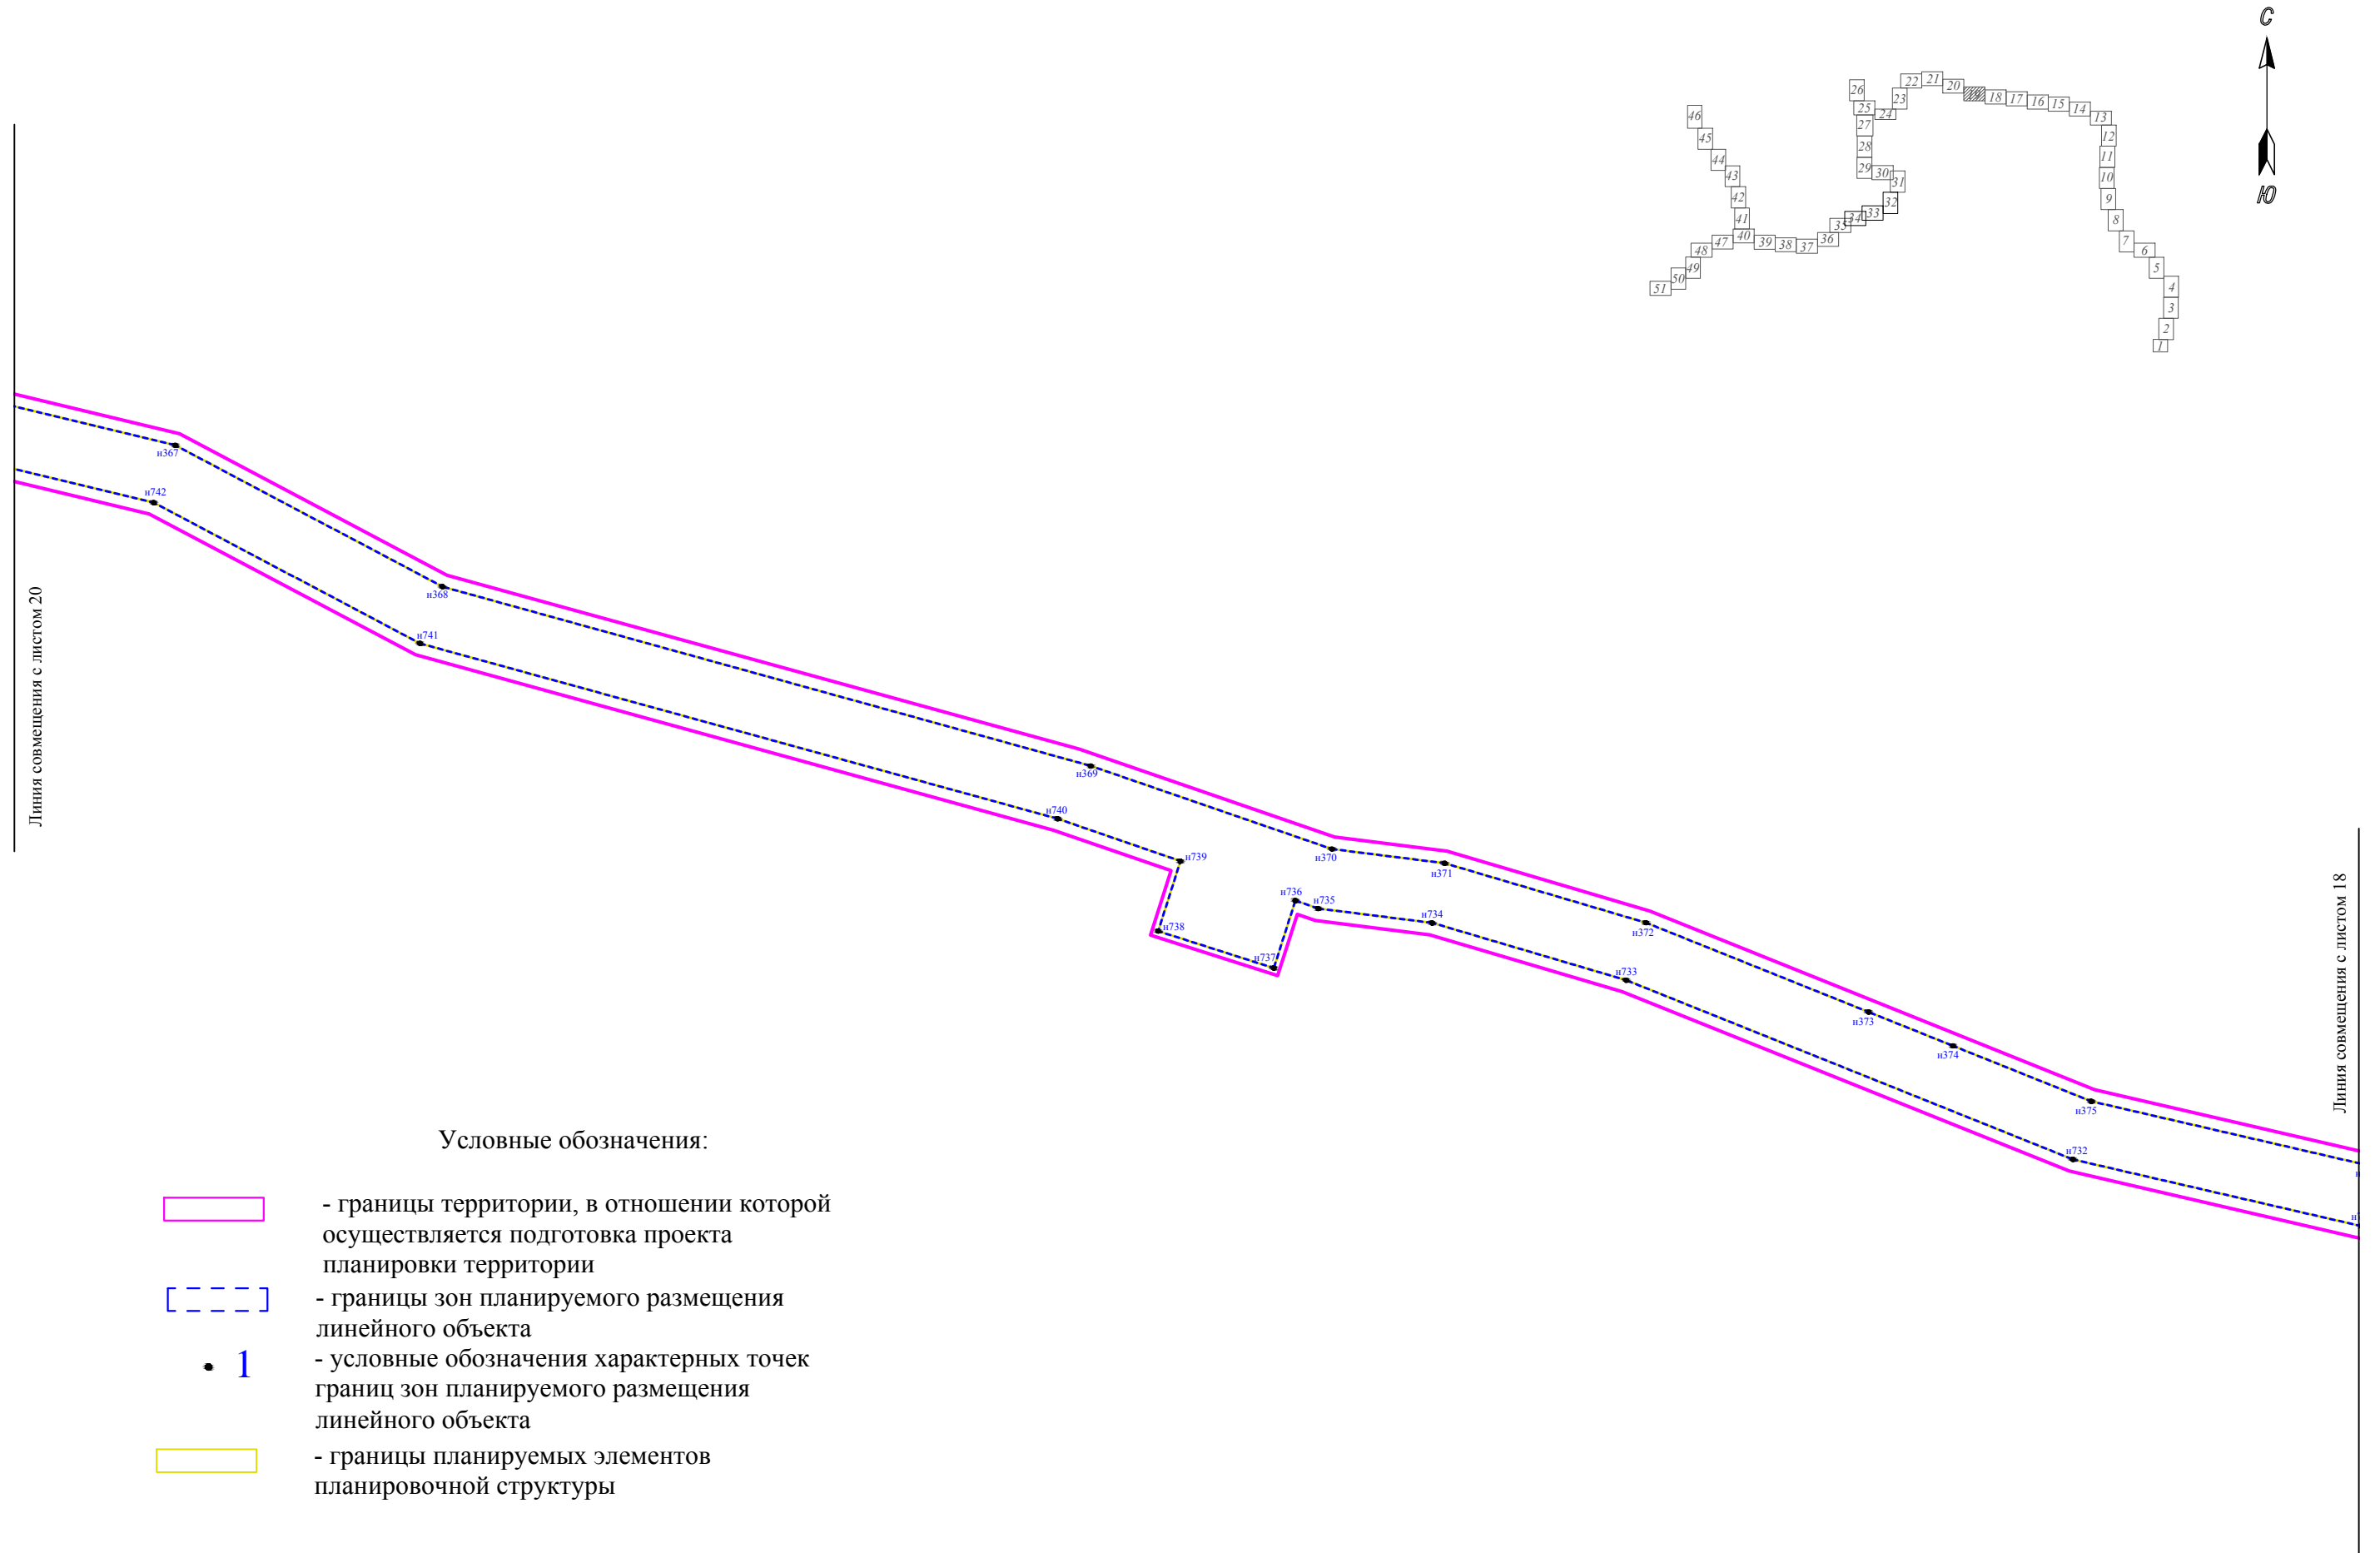 С
Ю
22
21
20
19
18
17
16
15
14
13
12
11
10
9
8
7
6
5
4
3
2
1
26
25
24
23
27
28
29
30
31
32
33
34
35
36
37
38
39
40
41
42
43
44
45
46
47
48
49
50
51
н367
н742
н368
н741
н369
н740
н739
н370
н371
н736
н735
н734
н738
н737
н372
н733
н373
н374
н375
н732
Линия совмещения с листом 20
Линия совмещения с листом 18
Условные обозначения:
- границы территории, в отношении которой
осуществляется подготовка проекта
планировки территории
- границы зон планируемого размещения
линейного объекта
1
- условные обозначения характерных точек
границ зон планируемого размещения
линейного объекта
- границы планируемых элементов
планировочной структуры